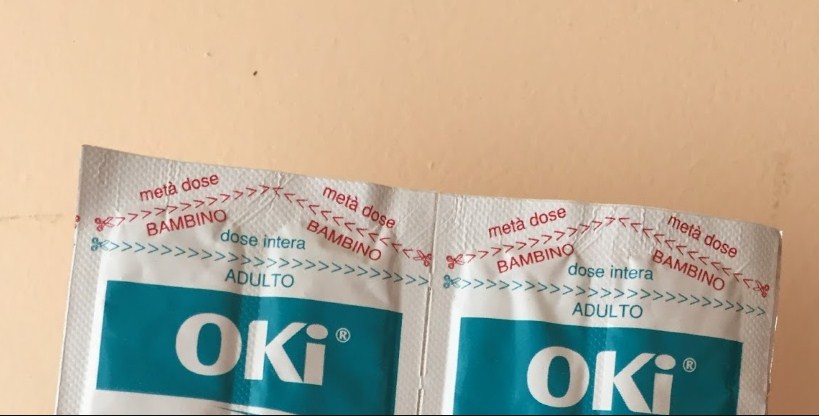 metà dose metà dose
BAMBINO BAMBINO
dose intera
ADULTO
OKi®
metà dose metà dose
BAMBINO BAMBINO
dose intera
ADULTO
OKi®